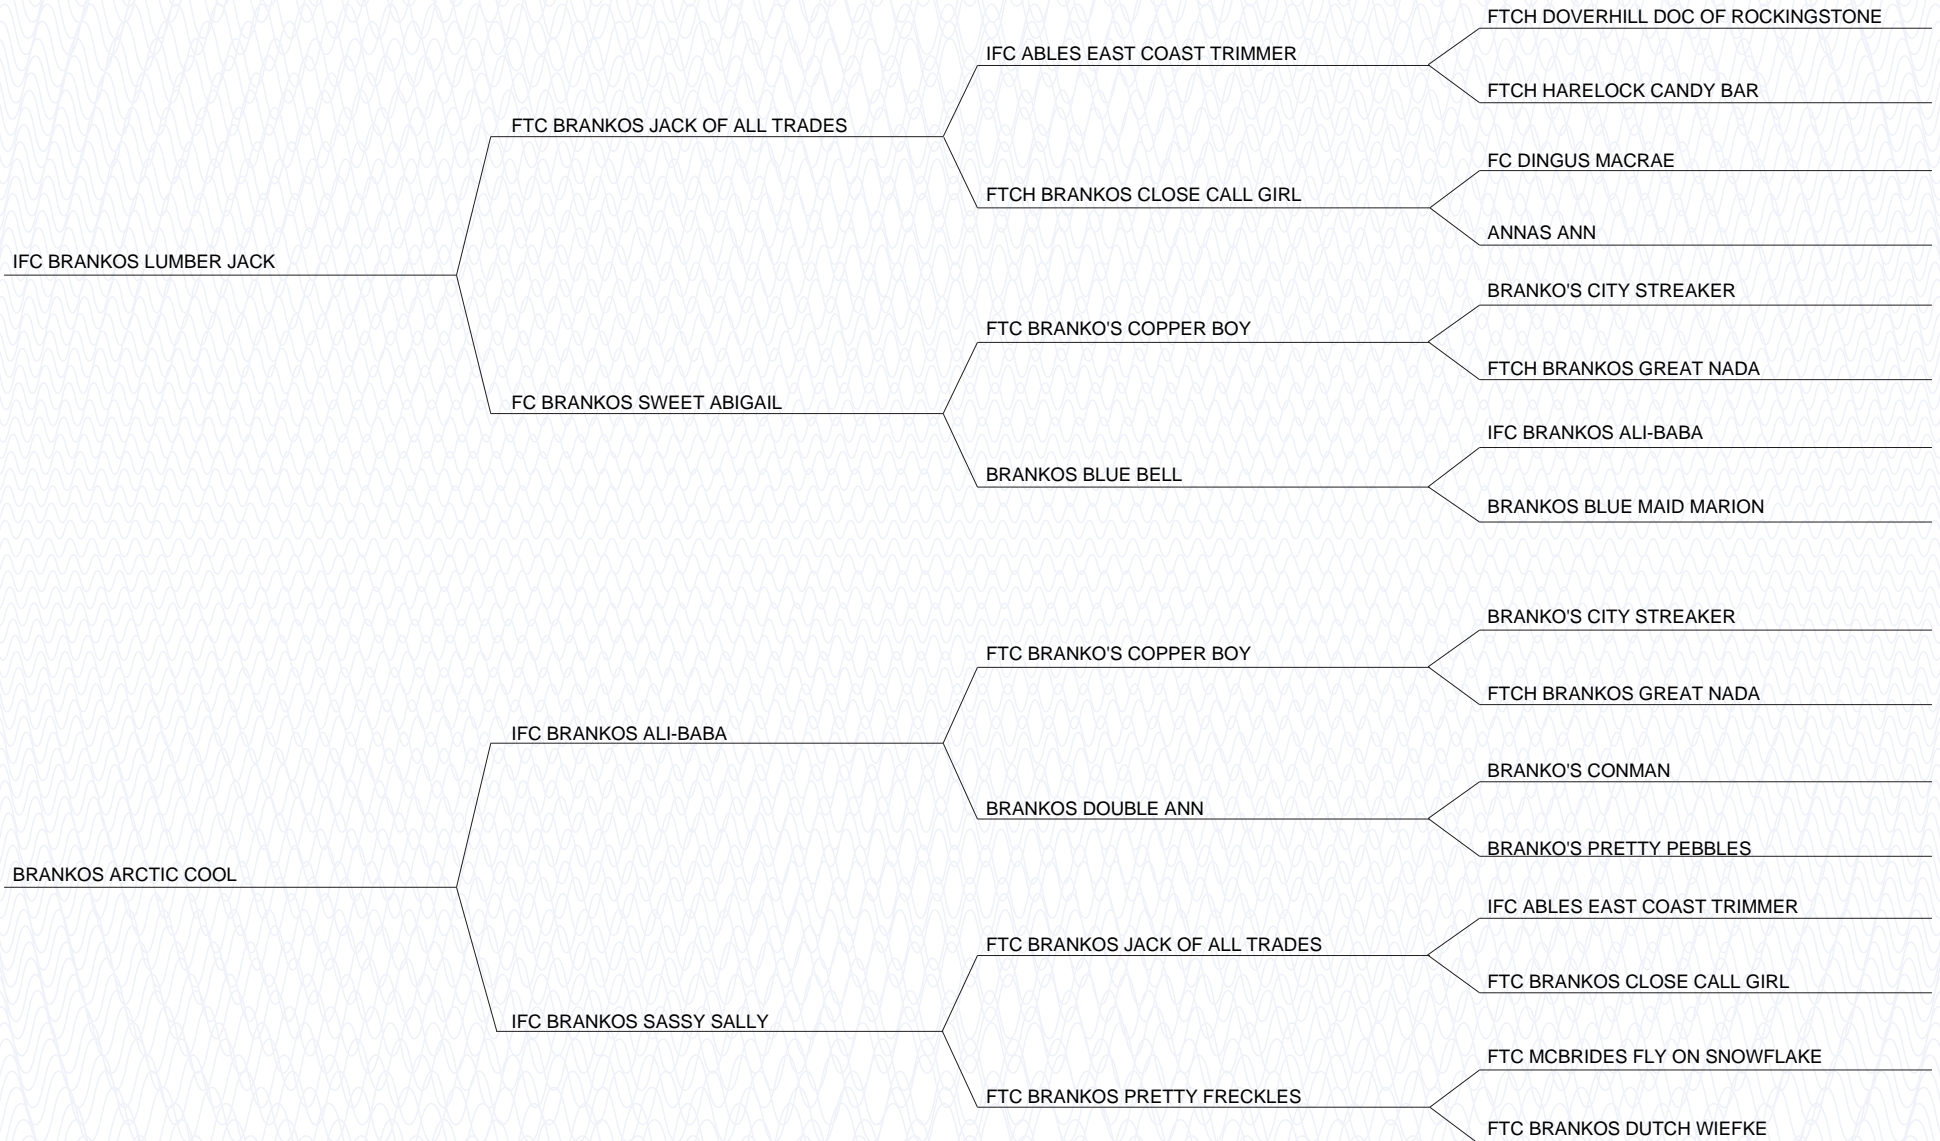 FTCH DOVERHILL DOC OF ROCKINGSTONE
IFC ABLES EAST COAST TRIMMER
FTCH HARELOCK CANDY BAR
FTC BRANKOS JACK OF ALL TRADES
FC DINGUS MACRAE
FTCH BRANKOS CLOSE CALL GIRL
ANNAS ANN
IFC BRANKOS LUMBER JACK
BRANKO'S CITY STREAKER
FTC BRANKO'S COPPER BOY
FTCH BRANKOS GREAT NADA
FC BRANKOS SWEET ABIGAIL
IFC BRANKOS ALI-BABA
BRANKOS BLUE BELL
BRANKOS BLUE MAID MARION
BRANKO'S CITY STREAKER
FTC BRANKO'S COPPER BOY
FTCH BRANKOS GREAT NADA
IFC BRANKOS ALI-BABA
BRANKO'S CONMAN
BRANKOS DOUBLE ANN
BRANKO'S PRETTY PEBBLES
BRANKOS ARCTIC COOL
IFC ABLES EAST COAST TRIMMER
FTC BRANKOS JACK OF ALL TRADES
FTC BRANKOS CLOSE CALL GIRL
IFC BRANKOS SASSY SALLY
FTC MCBRIDES FLY ON SNOWFLAKE
FTC BRANKOS PRETTY FRECKLES
FTC BRANKOS DUTCH WIEFKE